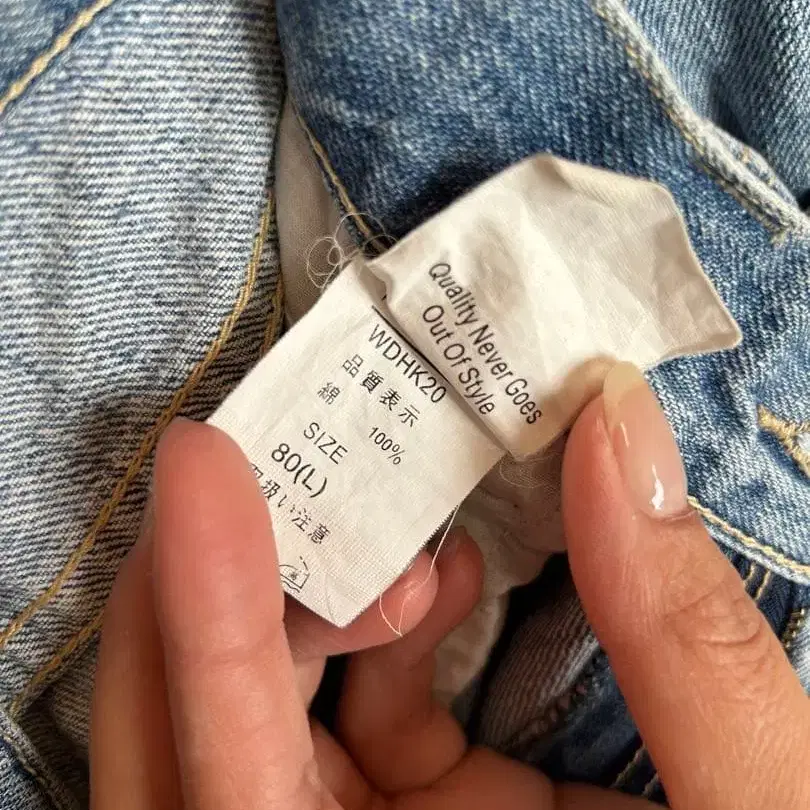 Quality Never Goes
Out Of Style
WDHK20
品質表示
綿 100%
SIZE
80(L)
扱い注意